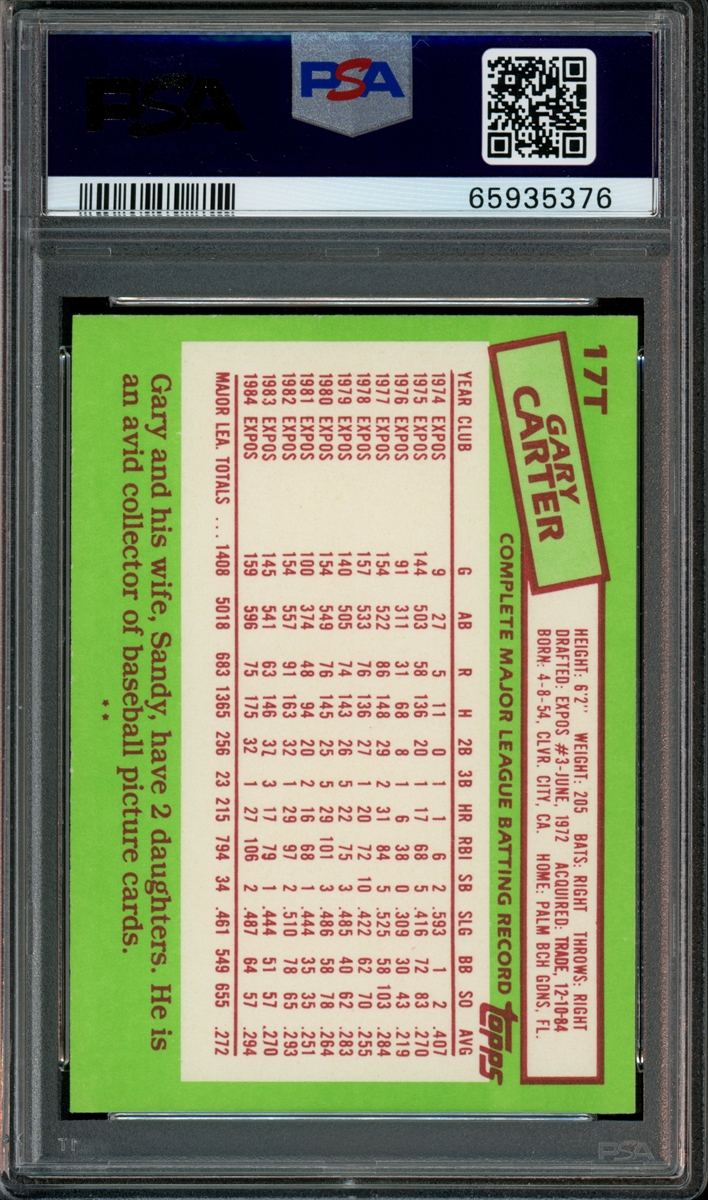 PSA
PSA
65935376
17T
GARY
CARTER
HEIGHT: 6'2" WEIGHT: 205 BATS: RIGHT THROWS: RIGHT
DRAFTED: EXPOS #3-JUNE, 1972 ACQUIRED: TRADE, 12-10-84
BORN: 4-8-54, CLVR. CITY, CA. HOME: PALM BCH GDNS, FL.
COMPLETE MAJOR LEAGUE BATTING RECORD
topps
YEAR CLUB G AB R H 2B 3B HR RBI SB SLG BB SO AVG
1974 EXPOS 9 27 5 11 0 1 1 6 2 .593 1 2 .407
1975 EXPOS 144 503 58 136 20 1 17 68 5 .416 72 83 .270
1976 EXPOS 91 311 31 68 8 1 6 38 0 .309 30 43 .219
1977 EXPOS 154 522 86 148 29 2 31 84 5 .525 58 103 .284
1978 EXPOS 157 533 76 136 27 1 20 72 10 .422 62 70 .255
1979 EXPOS 140 505 74 143 26 5 22 75 3 .485 40 62 .283
1980 EXPOS 154 549 76 145 25 5 29 101 3 .486 58 78 .264
1981 EXPOS 100 374 48 94 20 2 16 68 1 .444 35 35 .251
1982 EXPOS 154 557 91 163 32 1 29 97 2 .510 78 65 .293
1983 EXPOS 145 541 63 146 37 3 17 79 1 .444 51 57 .270
1984 EXPOS 159 596 75 175 32 1 27 106 2 .487 64 57 .294
MAJOR LEA. TOTALS ... 1408 5018 683 1365 256 23 215 794 34 .461 549 655 .272
Gary and his wife, Sandy, have 2 daughters. He is
an avid collector of baseball picture cards.
**
PSA